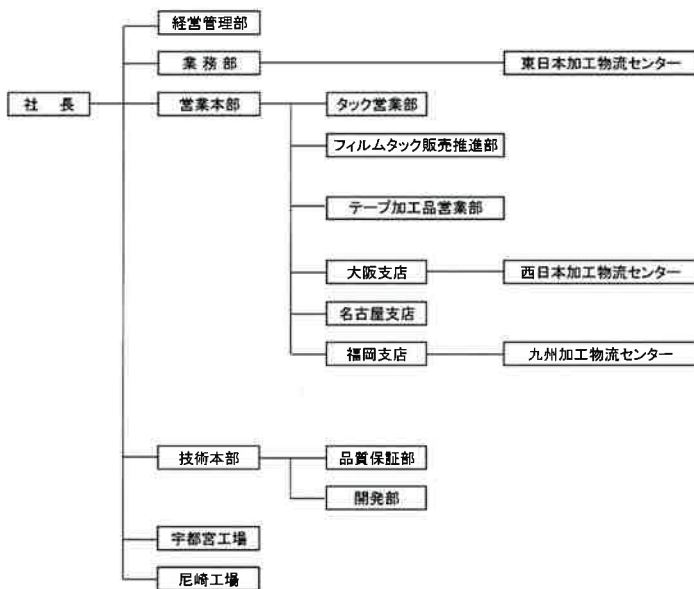 経営管理部
業務部
東日本加工物流センター
社　長
営業本部
タック営業部
フィルムタック販売推進部
テープ加工品営業部
大阪支店
西日本加工物流センター
名古屋支店
福岡支店
九州加工物流センター
技術本部
品質保証部
開発部
宇都宮工場
尼崎工場